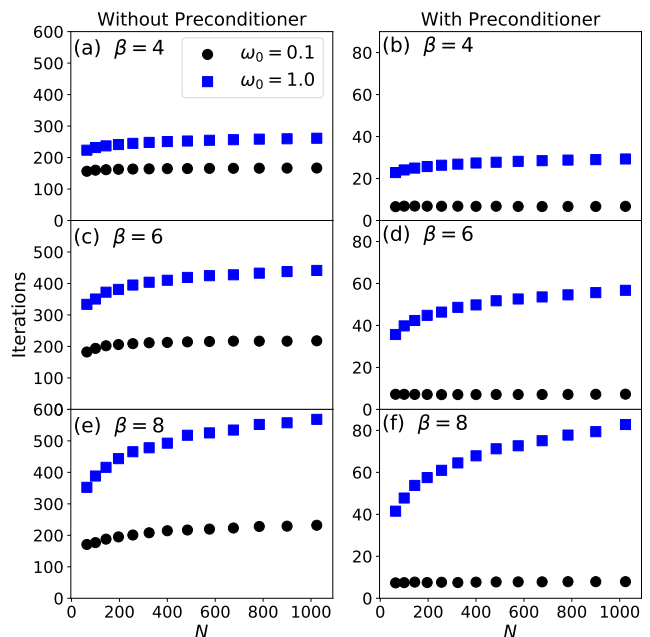 Without Preconditioner
With Preconditioner
(a) β = 4
ω₀ = 0.1
ω₀ = 1.0
600
500
400
300
200
100
0
(b) β = 4
80
60
40
20
0
Iterations
(c) β = 6
500
400
300
200
100
0
(d) β = 6
80
60
40
20
0
(e) β = 8
600
500
400
300
200
100
0
0 200 400 600 800 1000
N
(f) β = 8
80
60
40
20
0
0 200 400 600 800 1000
N